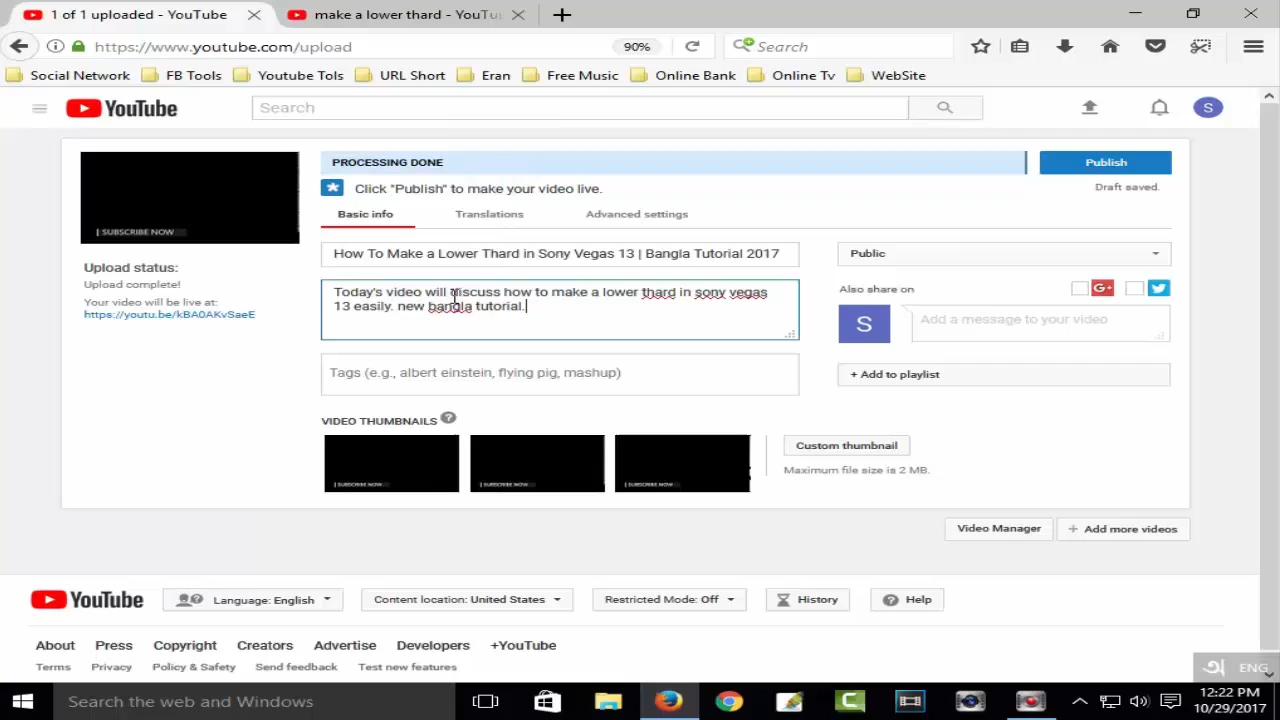 1 of 1 uploaded - YouTube
make a lower thard - YouTu
https://www.youtube.com/upload
90%
Search
Social Network
FB Tools
Youtube Tols
URL Short
Eran
Free Music
Online Bank
Online Tv
WebSite
YouTube
Search
S
SUBSCRIBE NOW
PROCESSING DONE
Publish
Click "Publish" to make your video live.
Draft saved.
Basic info
Translations
Advanced settings
How To Make a Lower Thard in Sony Vegas 13 | Bangla Tutorial 2017
Public
Upload status:
Upload complete!
Your video will be live at:
https://youtu.be/kBA0AKvSaeE
Today's video will discuss how to make a lower thard in sony vegas
13 easily. new bangla tutorial.
Also share on
G+
S
Add a message to your video
Tags (e.g., albert einstein, flying pig, mashup)
+ Add to playlist
VIDEO THUMBNAILS ?
SUBSCRIBE NOW
SUBSCRIBE NOW
SUBSCRIBE NOW
Custom thumbnail
Maximum file size is 2 MB.
Video Manager
+ Add more videos
YouTube
Language: English
Content location: United States
Restricted Mode: Off
History
Help
About
Press
Copyright
Creators
Advertise
Developers
+YouTube
Terms
Privacy
Policy & Safety
Send feedback
Test new features
ENG
Search the web and Windows
12:22 PM
10/29/2017